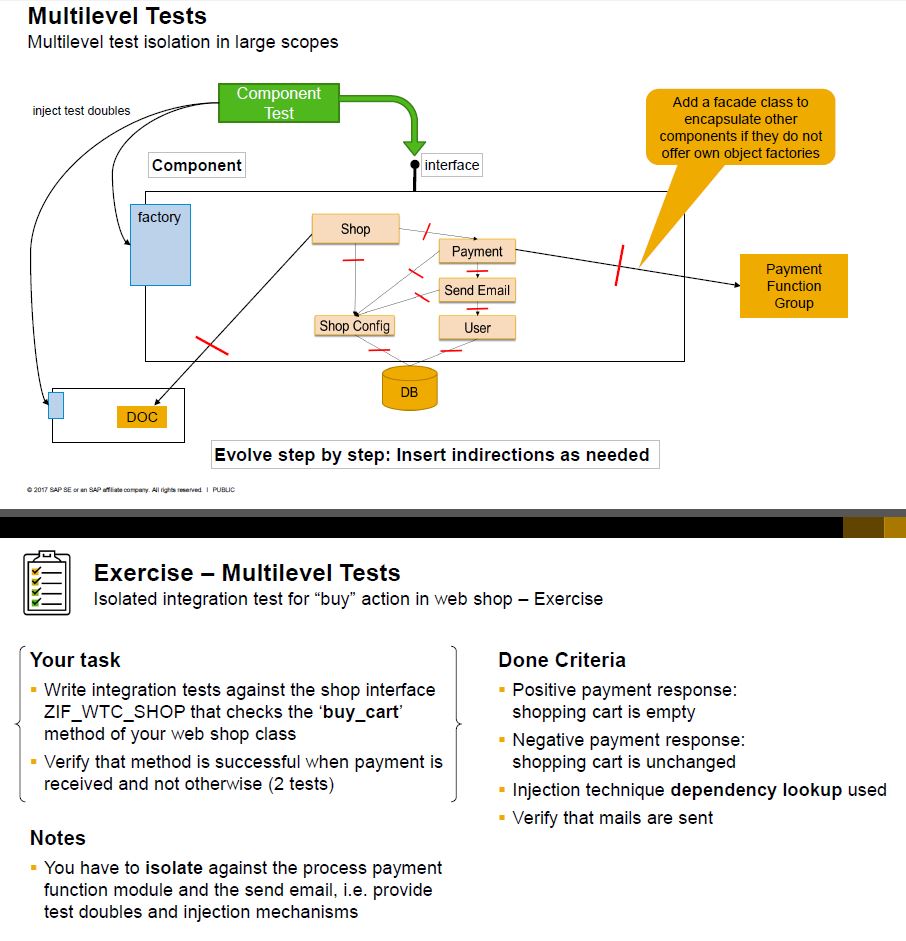 Multilevel Tests
Multilevel test isolation in large scopes
inject test doubles
Component
Test
Add a facade class to
encapsulate other
components if they do not
offer own object factories
Component
interface
factory
Shop
Payment
Send Email
Shop Config
User
Payment
Function
Group
DB
DOC
Evolve step by step: Insert indirections as needed
© 2017 SAP SE or an SAP affiliate company. All rights reserved. I PUBLIC
Exercise – Multilevel Tests
Isolated integration test for “buy” action in web shop – Exercise
Your task
Write integration tests against the shop interface
ZIF_WTC_SHOP that checks the ‘buy_cart’
method of your web shop class
Verify that method is successful when payment is
received and not otherwise (2 tests)
Notes
You have to isolate against the process payment
function module and the send email, i.e. provide
test doubles and injection mechanisms
Done Criteria
Positive payment response:
shopping cart is empty
Negative payment response:
shopping cart is unchanged
Injection technique dependency lookup used
Verify that mails are sent